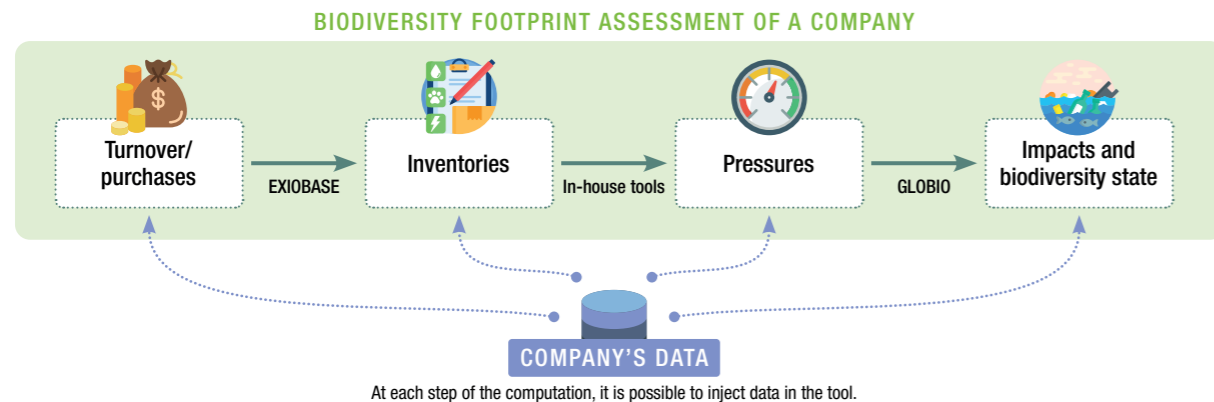 BIODIVERSITY FOOTPRINT ASSESSMENT OF A COMPANY
$
Turnover/
purchases
EXIOBASE
Inventories
In-house tools
Pressures
GLOBIO
Impacts and
biodiversity state
COMPANY'S DATA
At each step of the computation, it is possible to inject data in the tool.